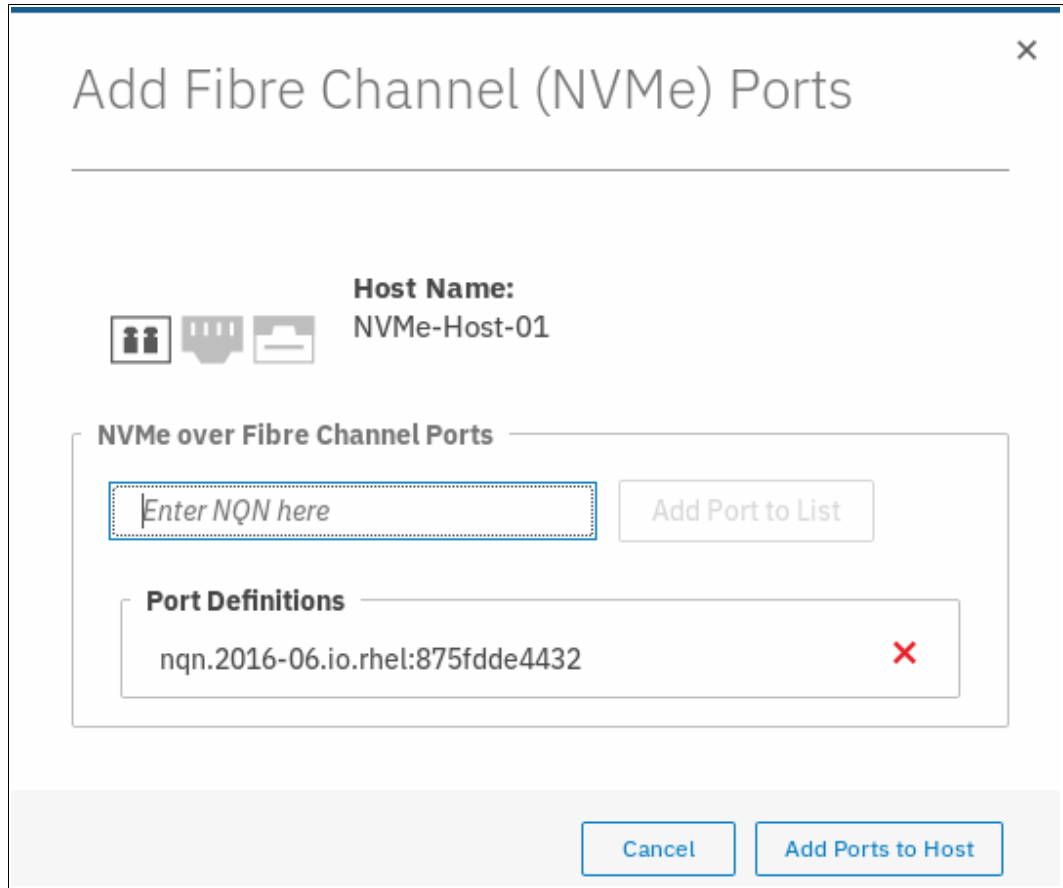 Add Fibre Channel (NVMe) Ports
Host Name:
NVMe-Host-01
NVMe over Fibre Channel Ports
Enter NQN here
Add Port to List
Port Definitions
nqn.2016-06.io.rhel:875fdde4432
Cancel
Add Ports to Host